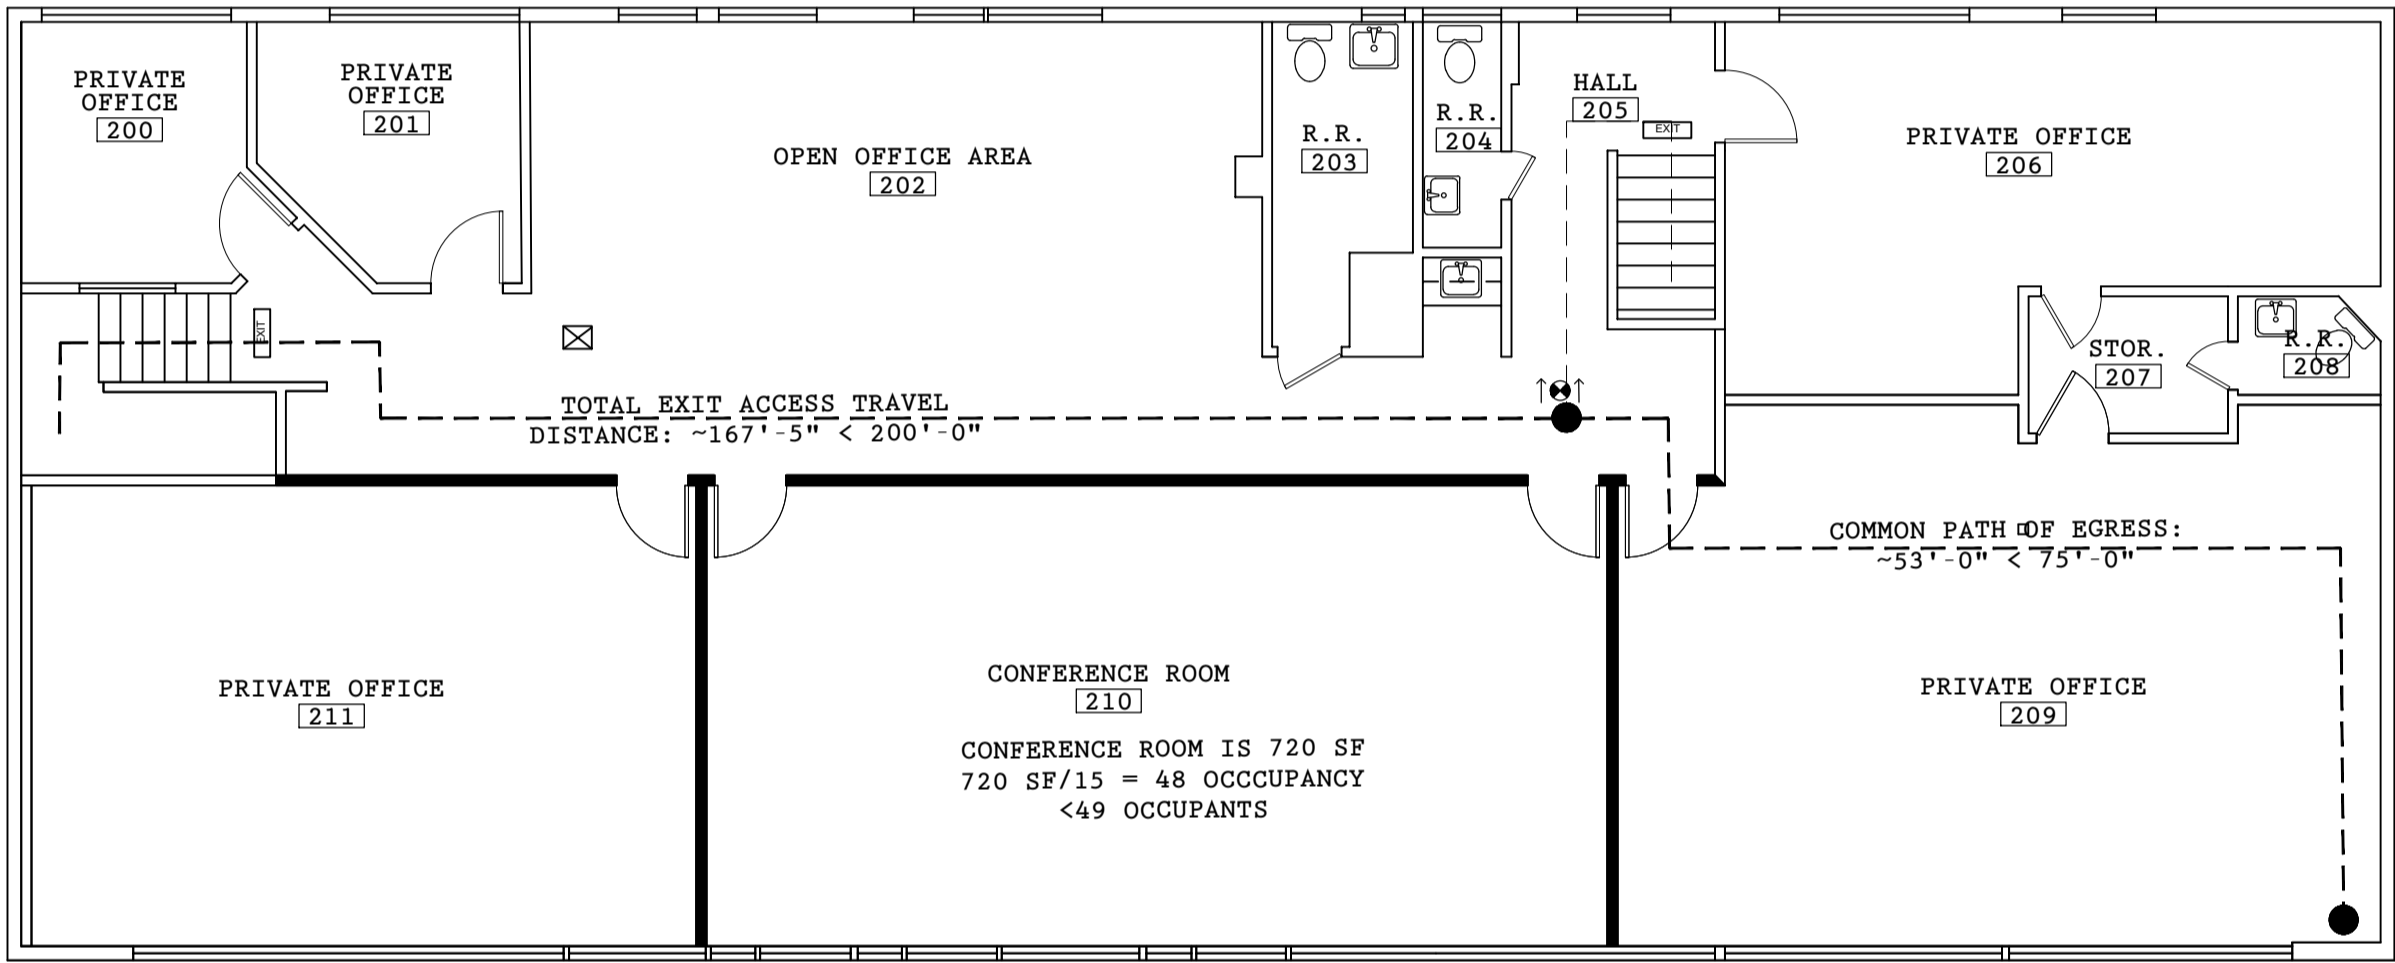 PRIVATE
OFFICE
200
PRIVATE
OFFICE
201
OPEN OFFICE AREA
202
R.R.
203
R.R.
204
HALL
205
EXIT
PRIVATE OFFICE
206
EXIT
STOR.
207
R.R.
208
TOTAL EXIT ACCESS TRAVEL
DISTANCE: ~167'-5" < 200'-0"
COMMON PATH OF EGRESS:
~53'-0" < 75'-0"
PRIVATE OFFICE
211
CONFERENCE ROOM
210
CONFERENCE ROOM IS 720 SF
720 SF/15 = 48 OCCCUPANCY
<49 OCCUPANTS
PRIVATE OFFICE
209